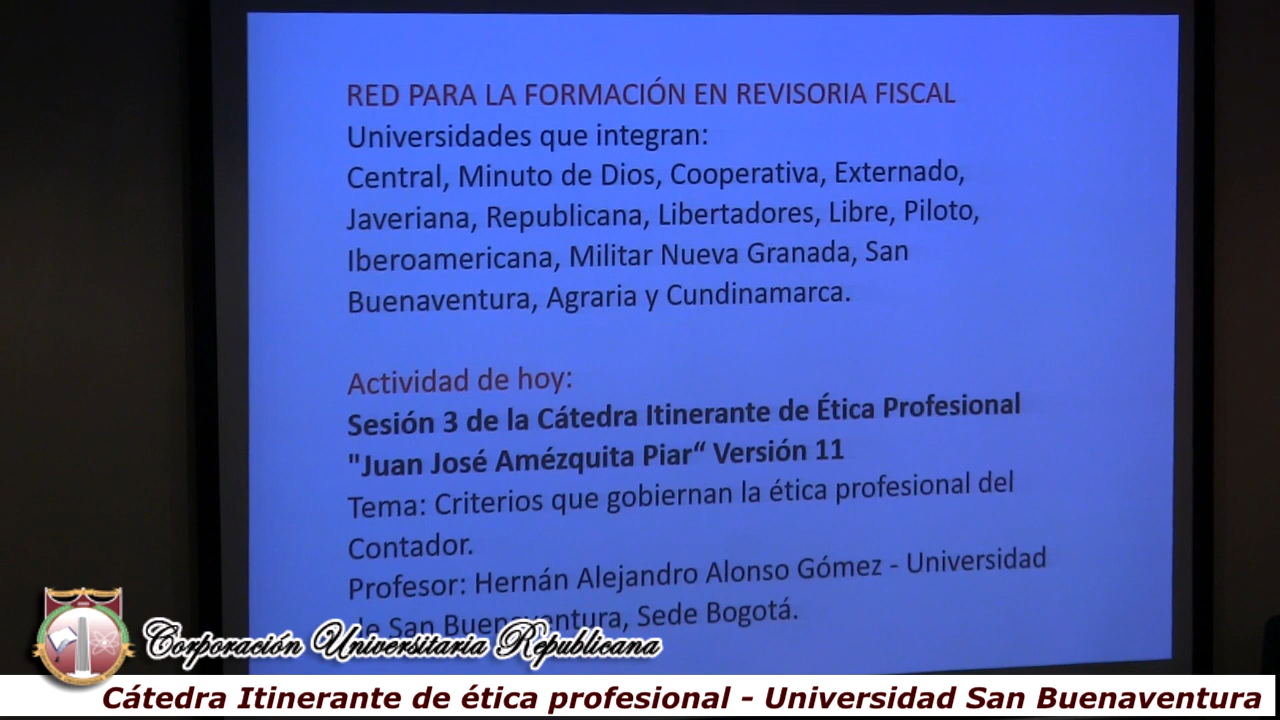 RED PARA LA FORMACIÓN EN REVISORIA FISCAL
Universidades que integran:
Central, Minuto de Dios, Cooperativa, Externado,
Javeriana, Republicana, Libertadores, Libre, Piloto,
Iberoamericana, Militar Nueva Granada, San
Buenaventura, Agraria y Cundinamarca.
Actividad de hoy:
Sesión 3 de la Cátedra Itinerante de Ética Profesional
"Juan José Amézquita Piar“ Versión 11
Tema: Criterios que gobiernan la ética profesional del
Contador.
Profesor: Hernán Alejandro Alonso Gómez - Universidad
de San Buenaventura, Sede Bogotá.
Corporación Universitaria Republicana
Cátedra Itinerante de ética profesional - Universidad San Buenaventura